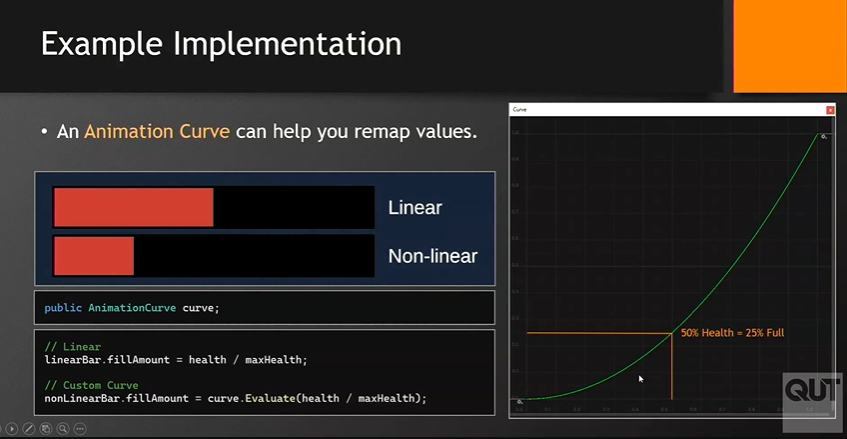 Example Implementation
• An Animation Curve can help you remap values.
Linear
Non-linear
public AnimationCurve curve;
// Linear
linearBar.fillAmount = health / maxHealth;
// Custom Curve
nonLinearBar.fillAmount = curve.Evaluate(health / maxHealth);
Curve
50% Health = 25% Full
QUT